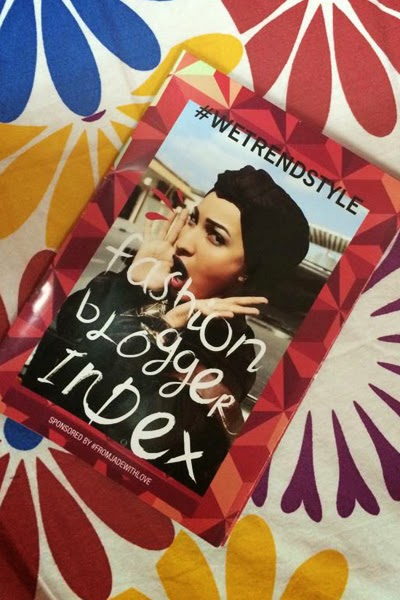 #WETRENDSTYLE
fashion
blogger
InDex
SPONSORED BY #FROMJADEWITHLOVE